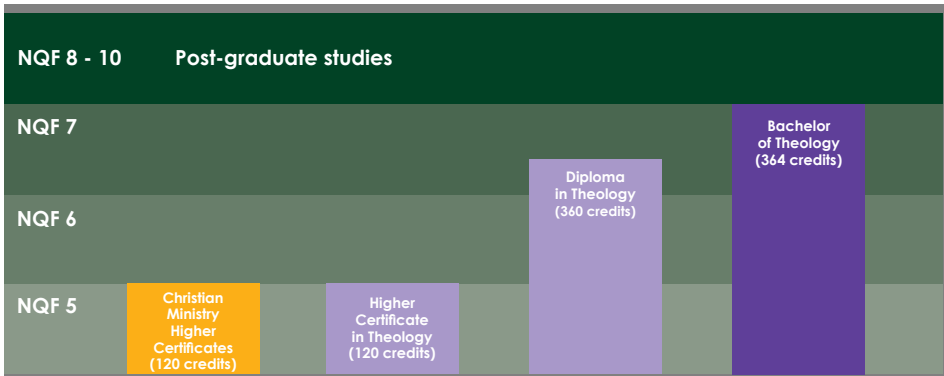 NQF 8 - 10 Post-graduate studies
NQF 7
Bachelor
of Theology
(364 credits)
Diploma
in Theology
(360 credits)
NQF 6
NQF 5
Christian
Ministry
Higher
Certificates
(120 credits)
Higher
Certificate
in Theology
(120 credits)